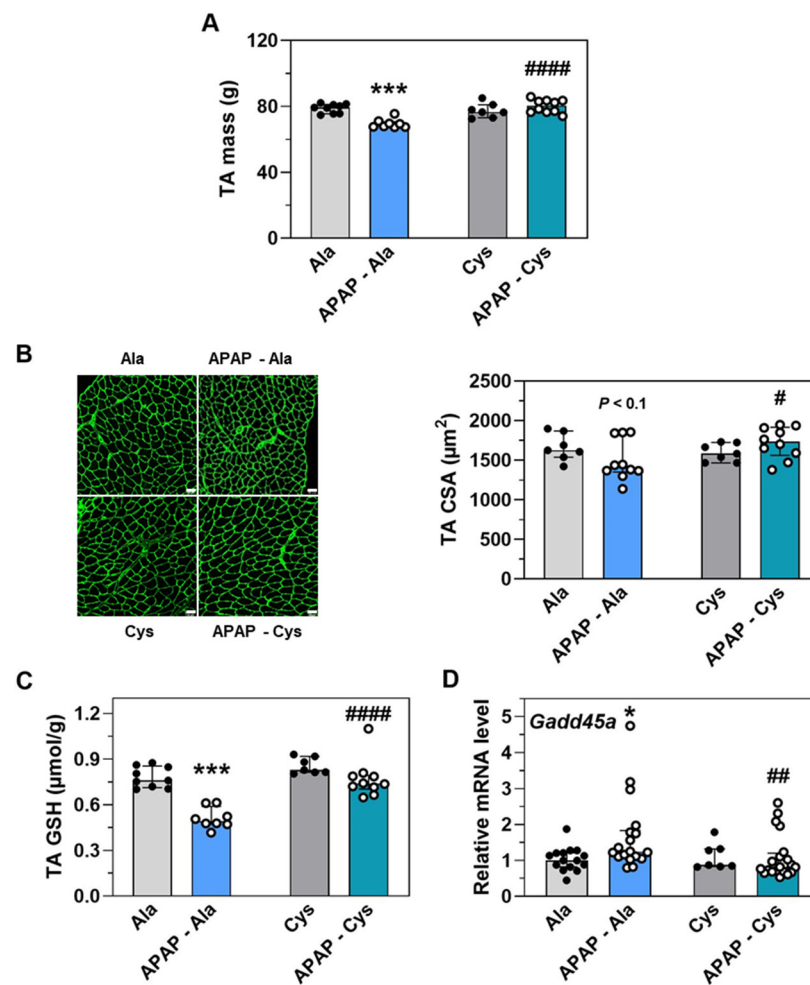 A
TA mass (g)
120
80
40
0
***
####
Ala
APAP - Ala
Cys
APAP - Cys
B
Ala
APAP - Ala
Cys
APAP - Cys
TA CSA (µm²)
2500
2000
1500
1000
500
0
P < 0.1
#
Ala
APAP - Ala
Cys
APAP - Cys
C
TA GSH (µmol/g)
1.2
0.9
0.6
0.3
0.0
***
####
Ala
APAP - Ala
Cys
APAP - Cys
D
Relative mRNA level
5
4
3
2
1
0
Gadd45a
*
##
Ala
APAP - Ala
Cys
APAP - Cys